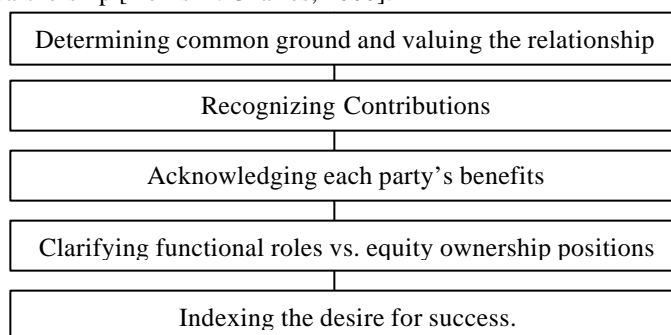 Determining common ground and valuing the relationship
Recognizing Contributions
Acknowledging each party's benefits
Clarifying functional roles vs. equity ownership positions
Indexing the desire for success.